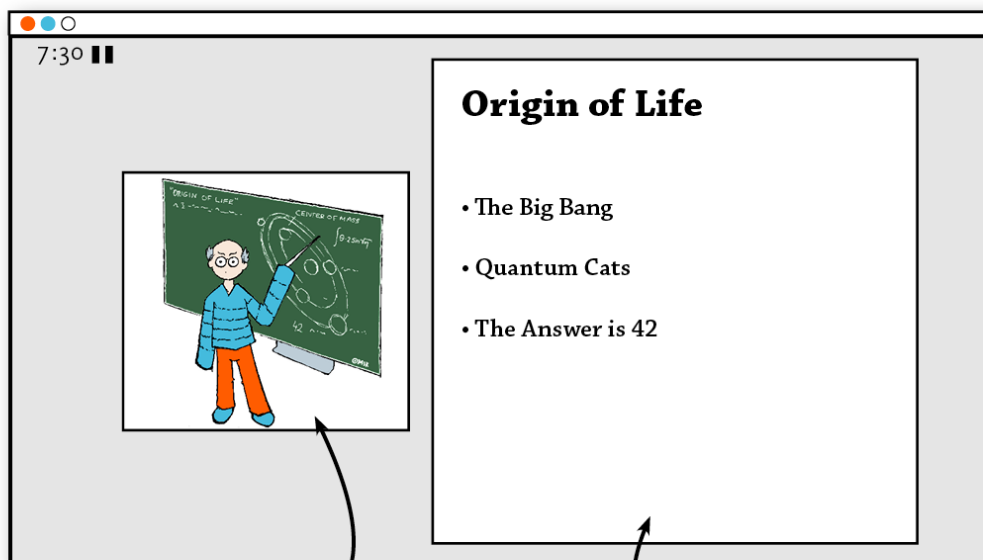 7:30
Origin of Life
• The Big Bang
• Quantum Cats
• The Answer is 42
"ORIGIN OF LIFE"
CENTER OF MASS
42